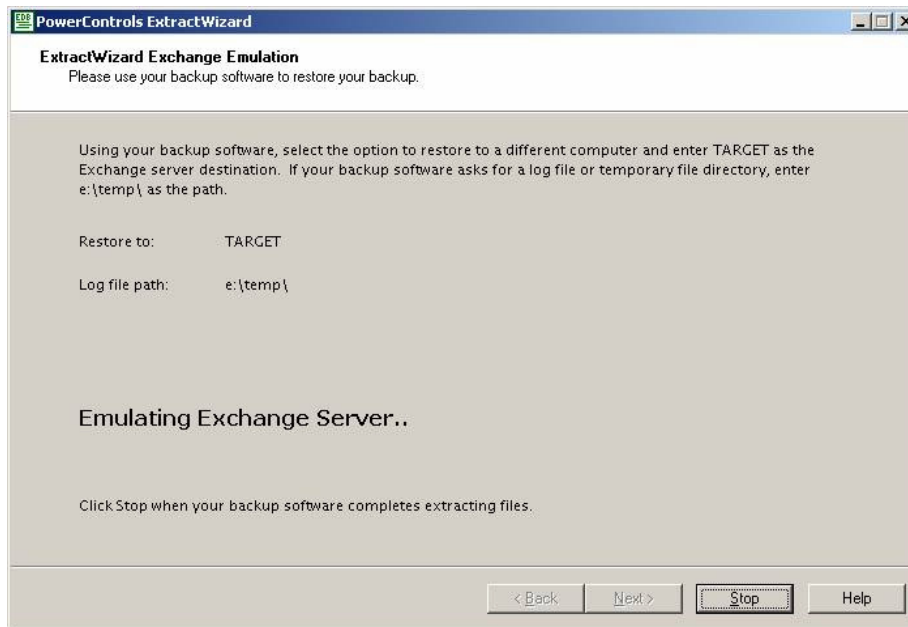 EDB
PowerControls ExtractWizard
ExtractWizard Exchange Emulation
Please use your backup software to restore your backup.
Using your backup software, select the option to restore to a different computer and enter TARGET as the
Exchange server destination.  If your backup software asks for a log file or temporary file directory, enter
e:\temp\ as the path.
Restore to: TARGET
Log file path: e:\temp\
Emulating Exchange Server..
Click Stop when your backup software completes extracting files.
< Back Next > Stop Help